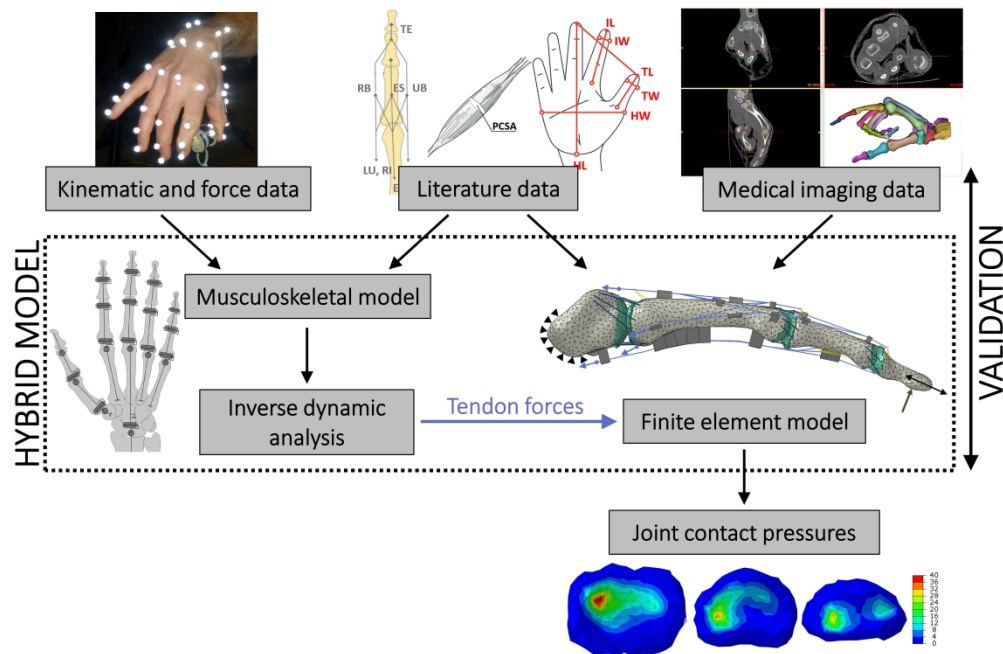 TE
RB
ES
UB
LU, RI
E
PCSA
IL
IW
TL
TW
HW
HL
Kinematic and force data
Literature data
Medical imaging data
HYBRID MODEL
VALIDATION
Musculoskeletal model
Inverse dynamic
analysis
Tendon forces
Finite element model
Joint contact pressures
40
36
32
28
24
20
16
12
8
4
0